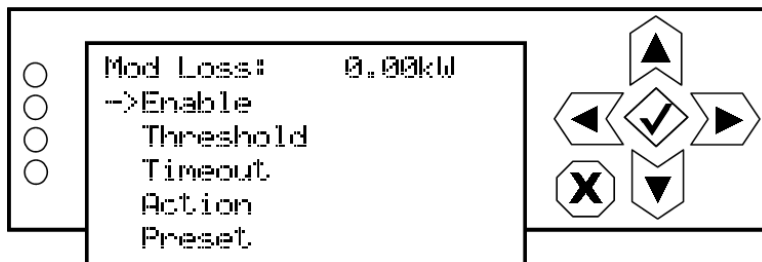 Mod Loss: 0.00kW
->Enable
Threshold
Timeout
Action
Preset
X